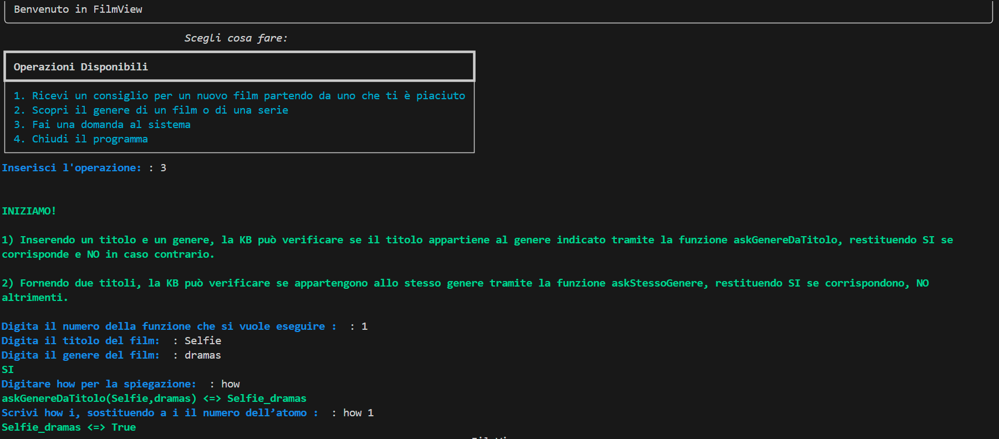 Benvenuto in FilmView
Scegli cosa fare:
Operazioni Disponibili
1. Ricevi un consiglio per un nuovo film partendo da uno che ti è piaciuto
2. Scopri il genere di un film o di una serie
3. Fai una domanda al sistema
4. Chiudi il programma
Inserisci l'operazione: : 3
INIZIAMO!
1) Inserendo un titolo e un genere, la KB può verificare se il titolo appartiene al genere indicato tramite la funzione askGenereDaTitolo, restituendo SI se
corrisponde e NO in caso contrario.
2) Fornendo due titoli, la KB può verificare se appartengono allo stesso genere tramite la funzione askStessoGenere, restituendo SI se corrispondono, NO
altrimenti.
Digita il numero della funzione che si vuole eseguire :  : 1
Digita il titolo del film:  : Selfie
Digita il genere del film:  : dramas
SI
Digitare how per la spiegazione:  : how
askGenereDaTitolo(Selfie,dramas) <=> Selfie_dramas
Scrivi how i, sostituendo a i il numero dell’atomo :  : how 1
Selfie_dramas <=> True